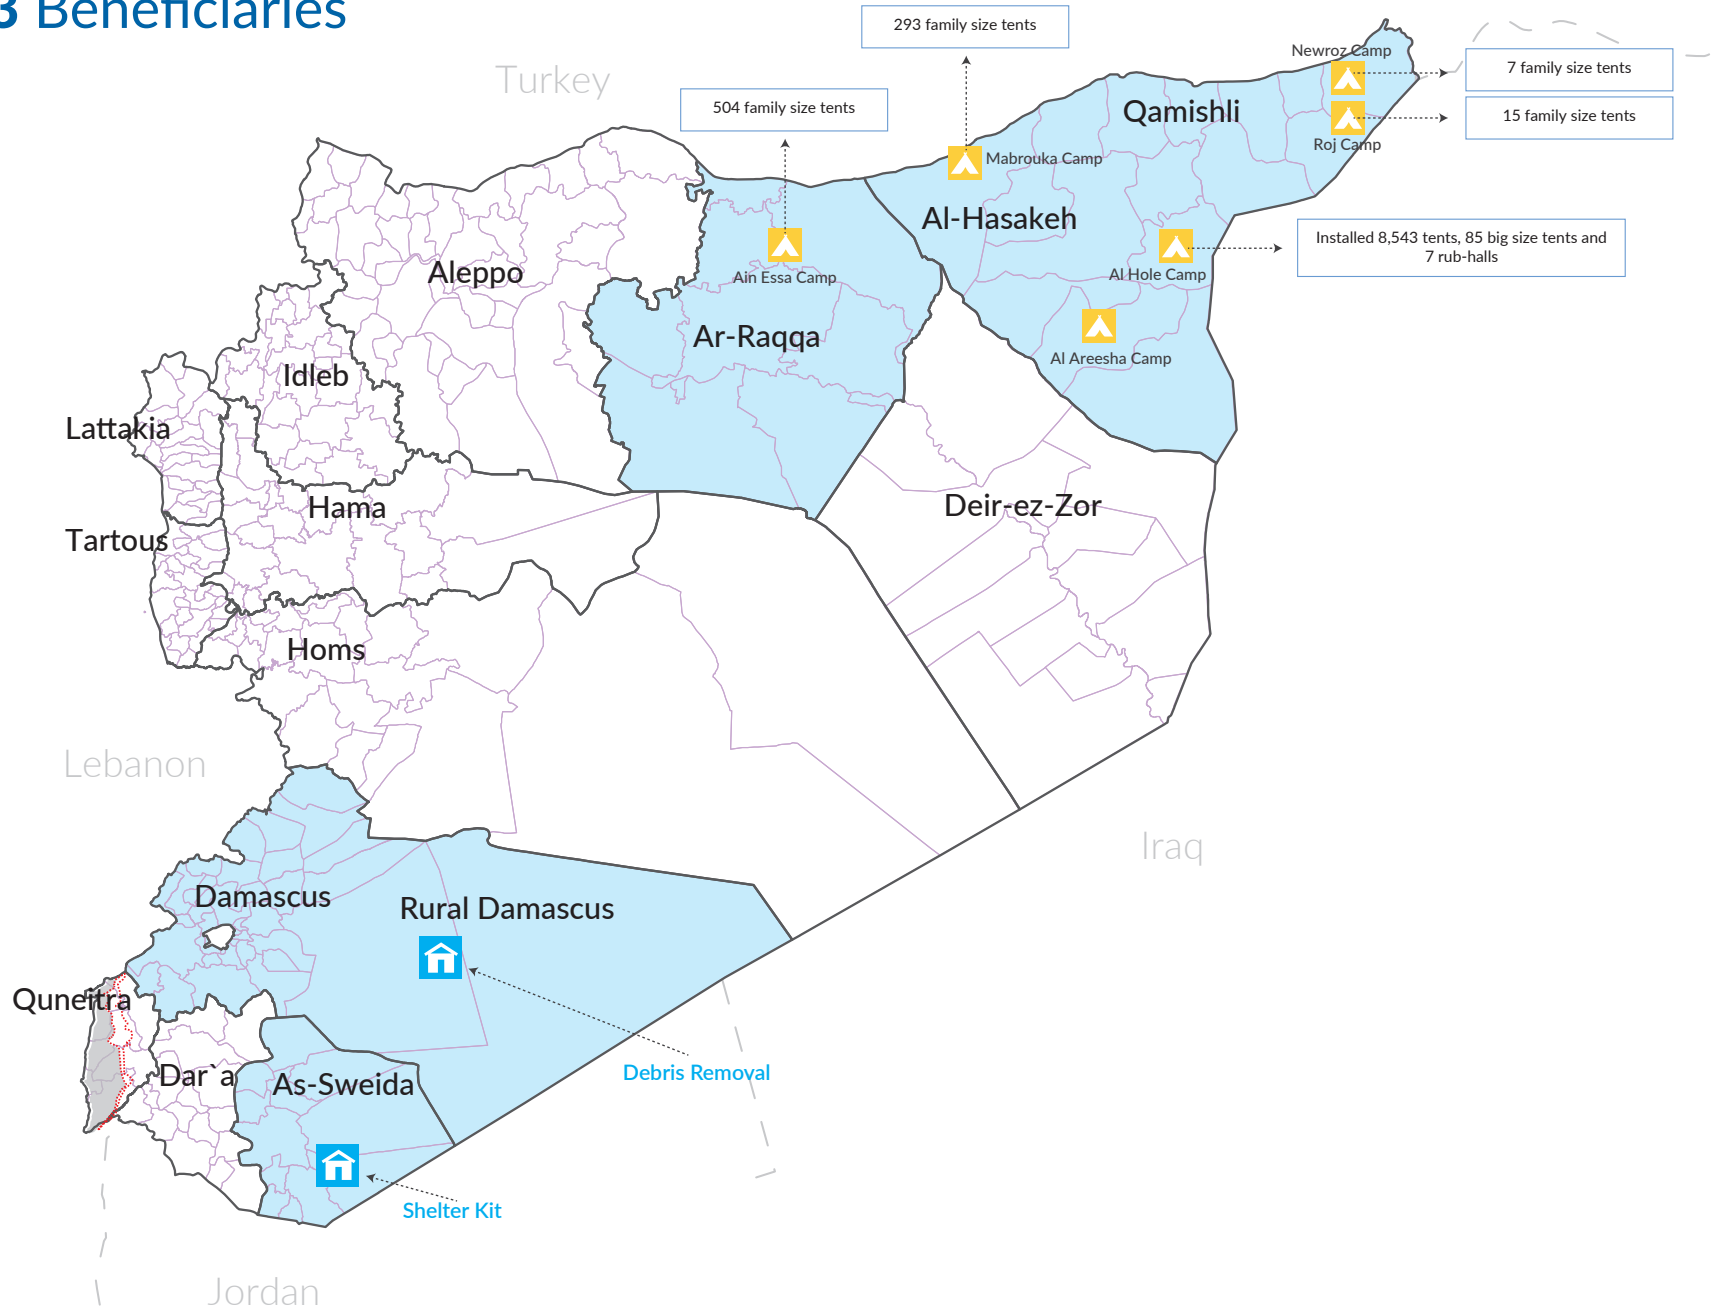 3 Beneficiaries
293 family size tents
Newroz Camp
7 family size tents
Turkey
504 family size tents
Qamishli
15 family size tents
Roj Camp
Mabrouka Camp
Al-Hasakeh
Installed 8,543 tents, 85 big size tents and
7 rub-halls
Aleppo
Ain Essa Camp
Al Hole Camp
Ar-Raqqa
Al Areesha Camp
Idleb
Lattakia
Hama
Deir-ez-Zor
Tartous
Homs
Lebanon
Iraq
Damascus
Rural Damascus
Quneitra
Debris Removal
Dar`a
As-Sweida
Shelter Kit
Jordan